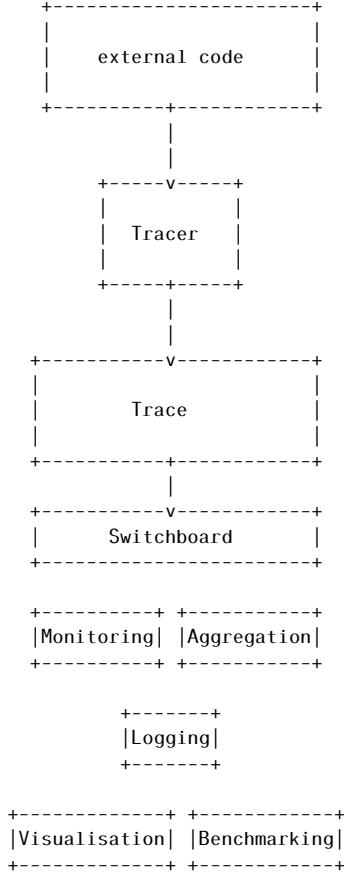 external code
Tracer
Trace
Switchboard
Monitoring Aggregation
Logging
Visualisation Benchmarking